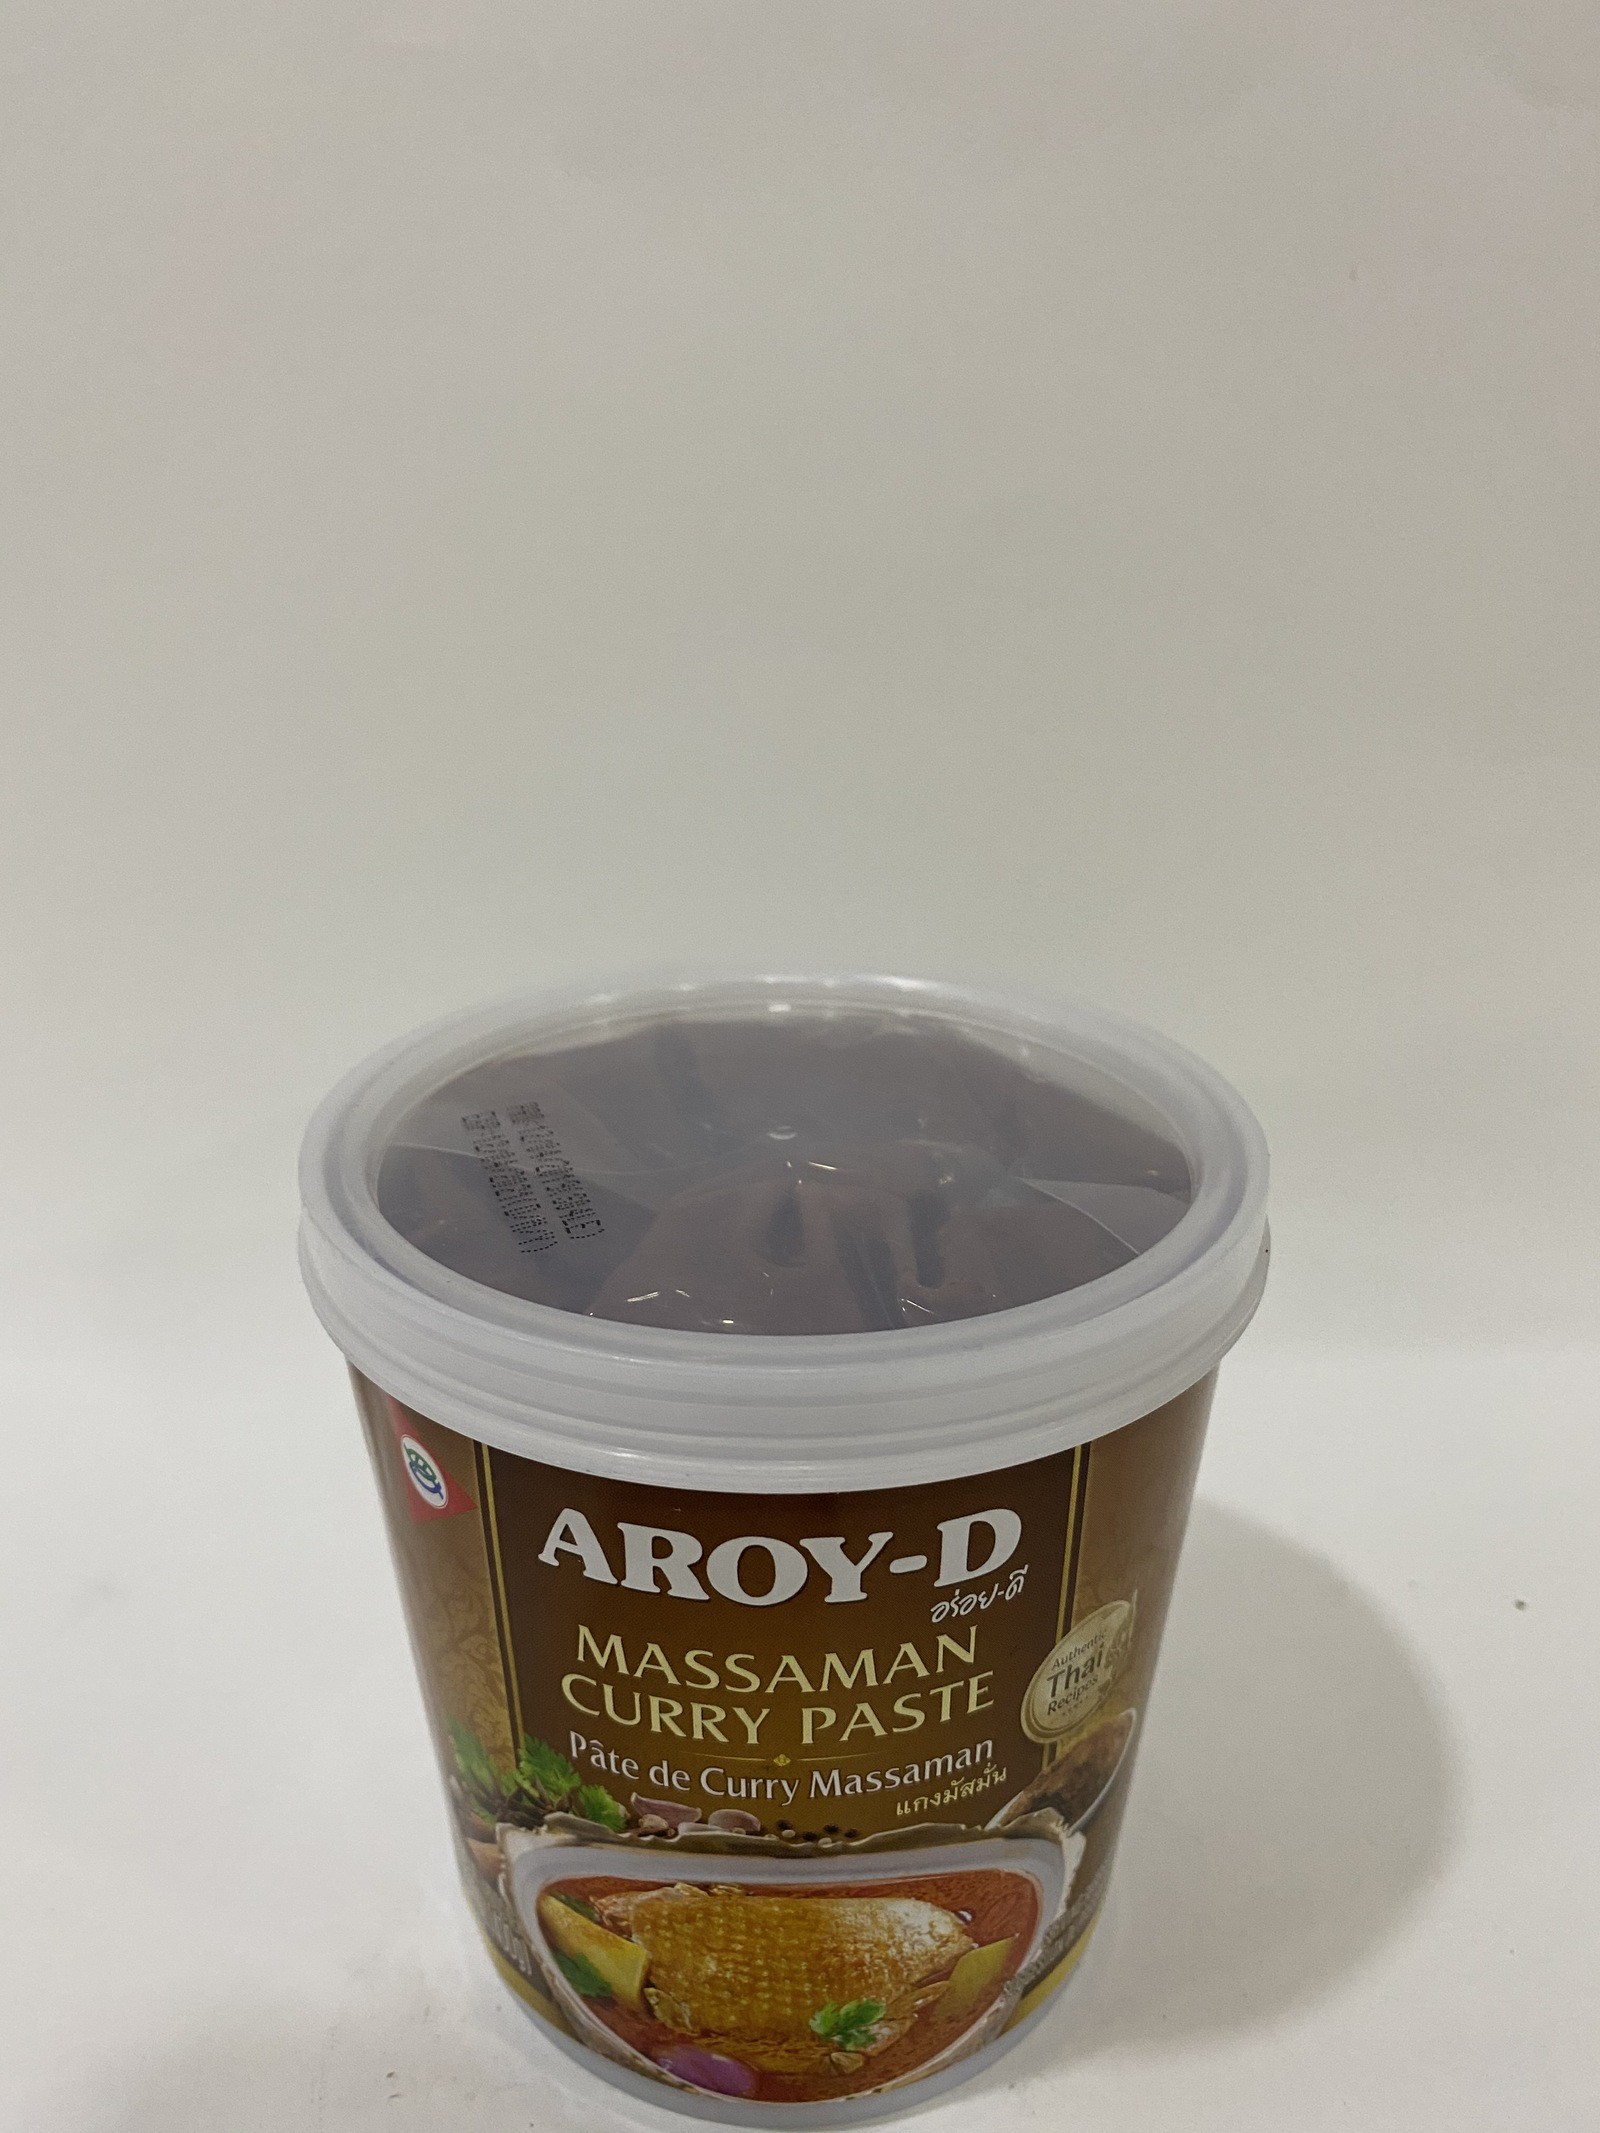 AROY-D
อร่อย-ดี
MASSAMAN
CURRY PASTE
Pâte de Curry Massaman
แกงมัสมั่น
Authentic
Thai
Recipes